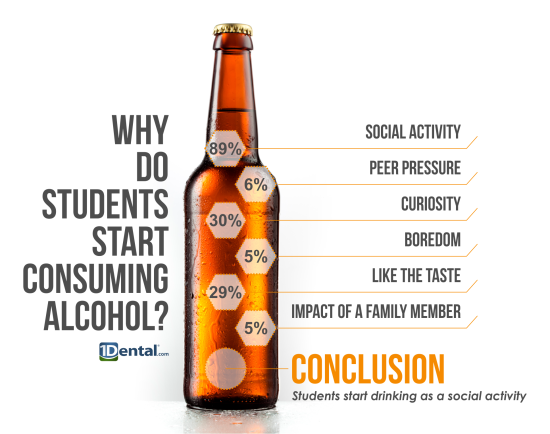 WHY
DO
STUDENTS
START
CONSUMING
ALCOHOL?
1Dental.com
89%
SOCIAL ACTIVITY
6%
PEER PRESSURE
30%
CURIOSITY
5%
BOREDOM
29%
LIKE THE TASTE
5%
IMPACT OF A FAMILY MEMBER
CONCLUSION
Students start drinking as a social activity